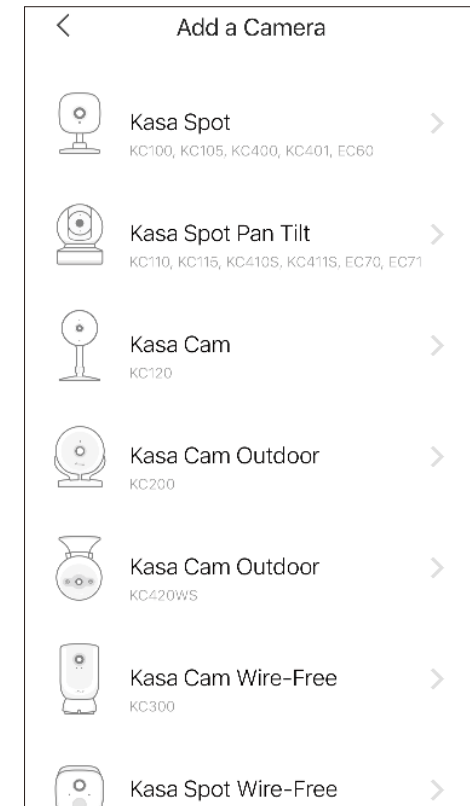 Add a Camera
Kasa Spot
KC100, KC105, KC400, KC401, EC60
Kasa Spot Pan Tilt
KC110, KC115, KC410S, KC411S, EC70, EC71
Kasa Cam
KC120
Kasa Cam Outdoor
KC200
Kasa Cam Outdoor
KC420WS
Kasa Cam Wire-Free
KC300
Kasa Spot Wire-Free